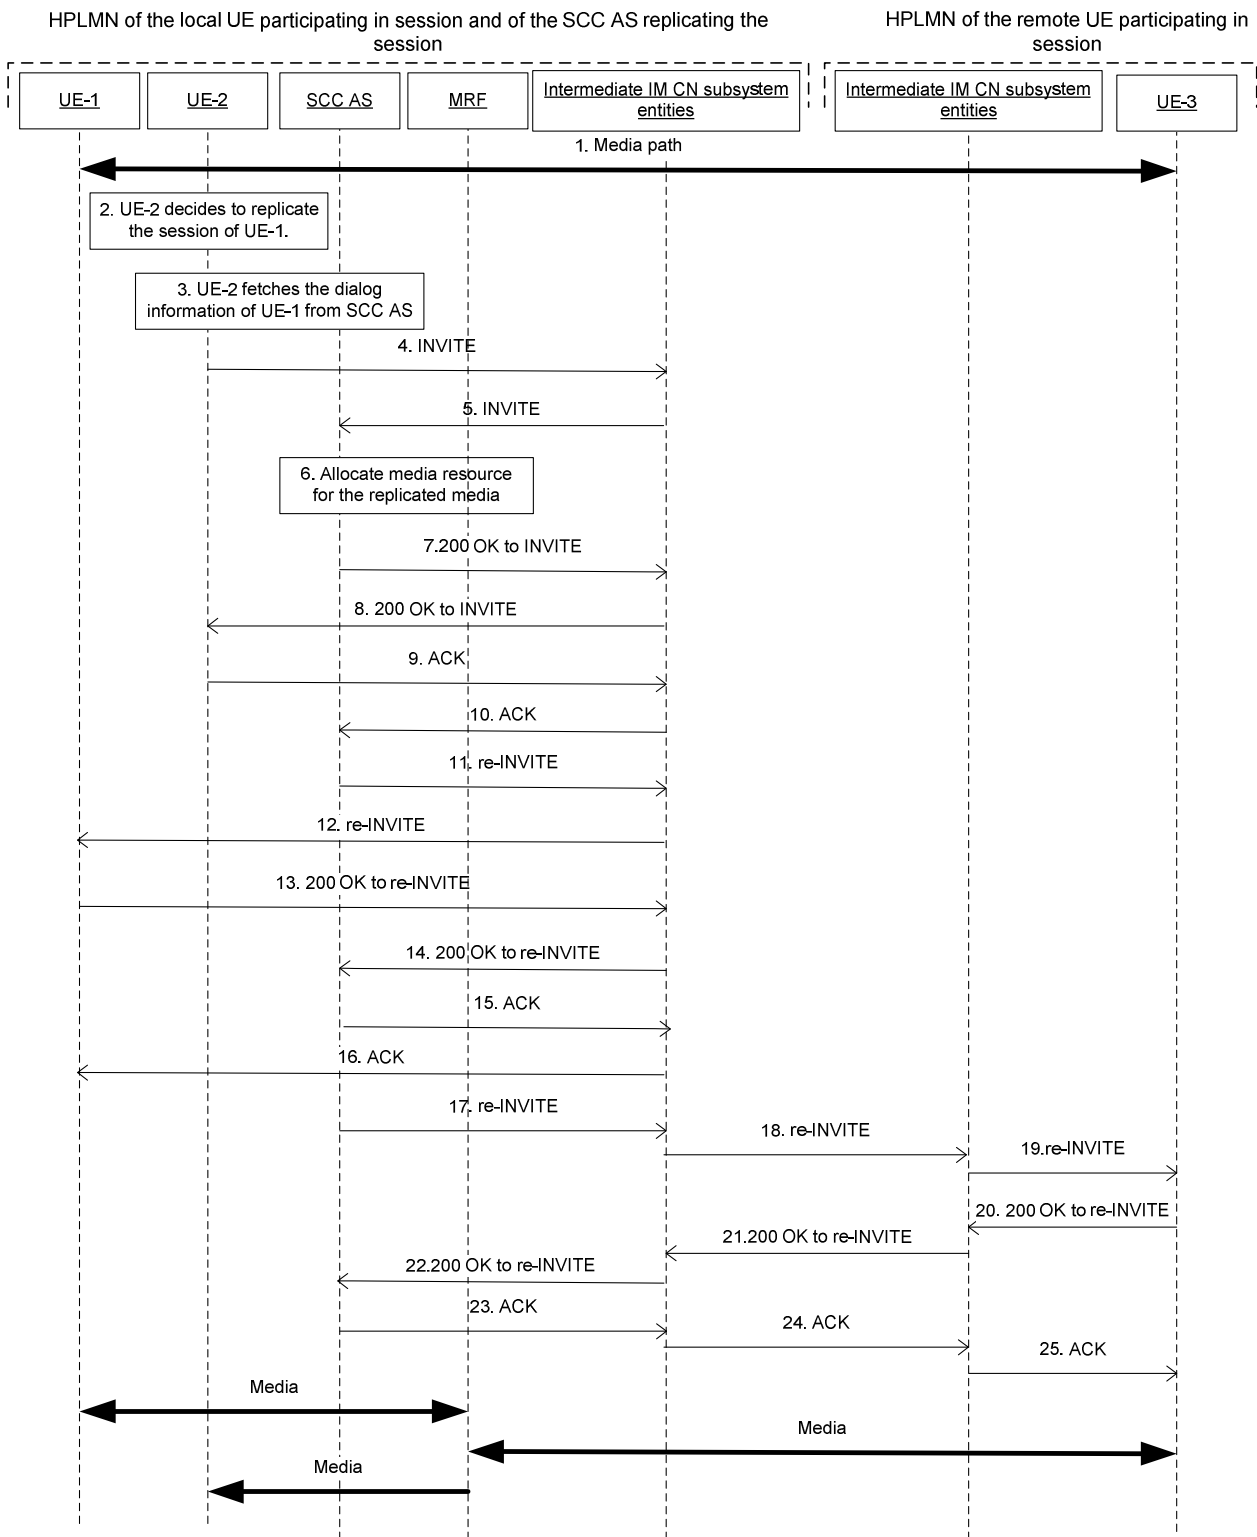 HPLMN of the local UE participating in session and of the SCC AS replicating the
session
HPLMN of the remote UE participating in
session
UE-1
UE-2
SCC AS
MRF
Intermediate IM CN subsystem
entities
Intermediate IM CN subsystem
entities
UE-3
1. Media path
2. UE-2 decides to replicate
the session of UE-1.
3. UE-2 fetches the dialog
information of UE-1 from SCC AS
4. INVITE
5. INVITE
6. Allocate media resource
for the replicated media
7.200 OK to INVITE
8. 200 OK to INVITE
9. ACK
10. ACK
11. re-INVITE
12. re-INVITE
13. 200 OK to re-INVITE
14. 200 OK to re-INVITE
15. ACK
16. ACK
17. re-INVITE
18. re-INVITE
19.re-INVITE
20. 200 OK to re-INVITE
21.200 OK to re-INVITE
22.200 OK to re-INVITE
23. ACK
24. ACK
25. ACK
Media
Media
Media